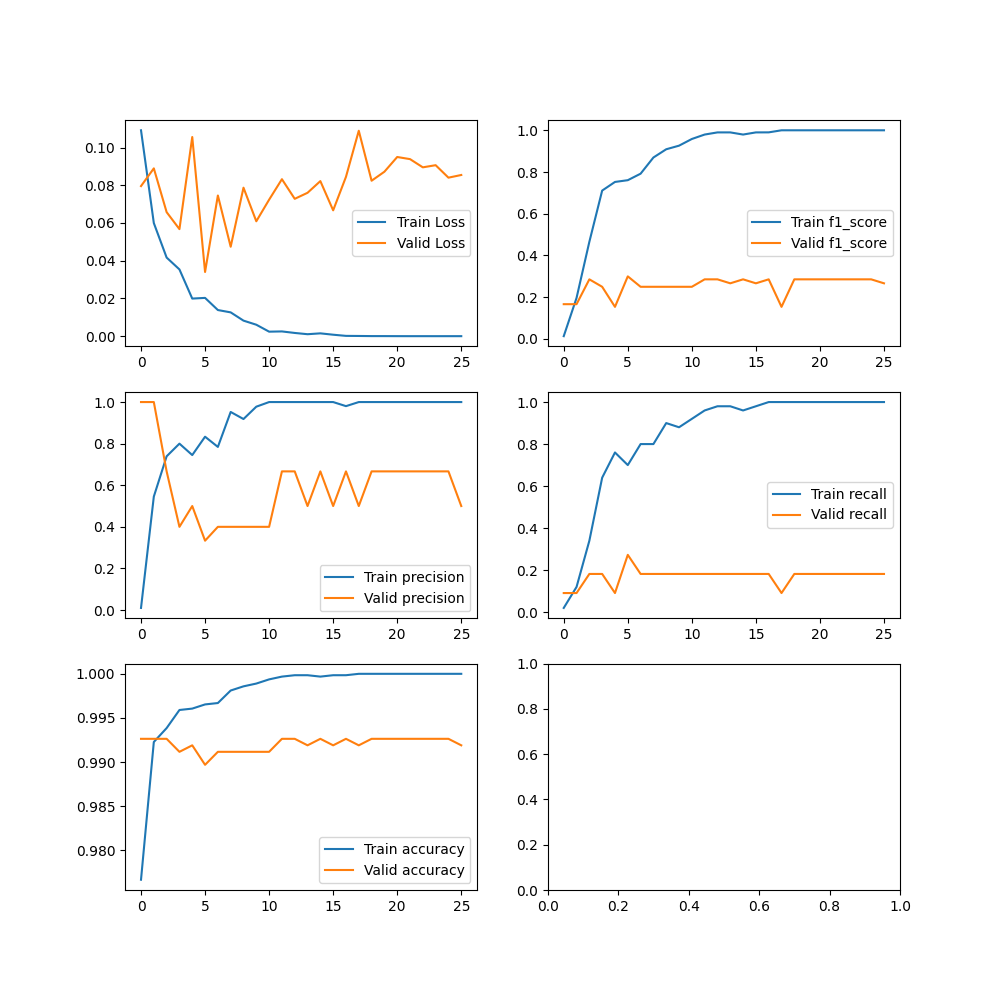 0.10
0.08
0.06
0.04
0.02
0.00
0 5 10 15 20 25
Train Loss
Valid Loss
1.0
0.8
0.6
0.4
0.2
0.0
0 5 10 15 20 25
Train f1_score
Valid f1_score
1.0
0.8
0.6
0.4
0.2
0.0
0 5 10 15 20 25
Train precision
Valid precision
1.0
0.8
0.6
0.4
0.2
0.0
0 5 10 15 20 25
Train recall
Valid recall
1.000
0.995
0.990
0.985
0.980
0 5 10 15 20 25
Train accuracy
Valid accuracy
1.0
0.8
0.6
0.4
0.2
0.0
0.0 0.2 0.4 0.6 0.8 1.0